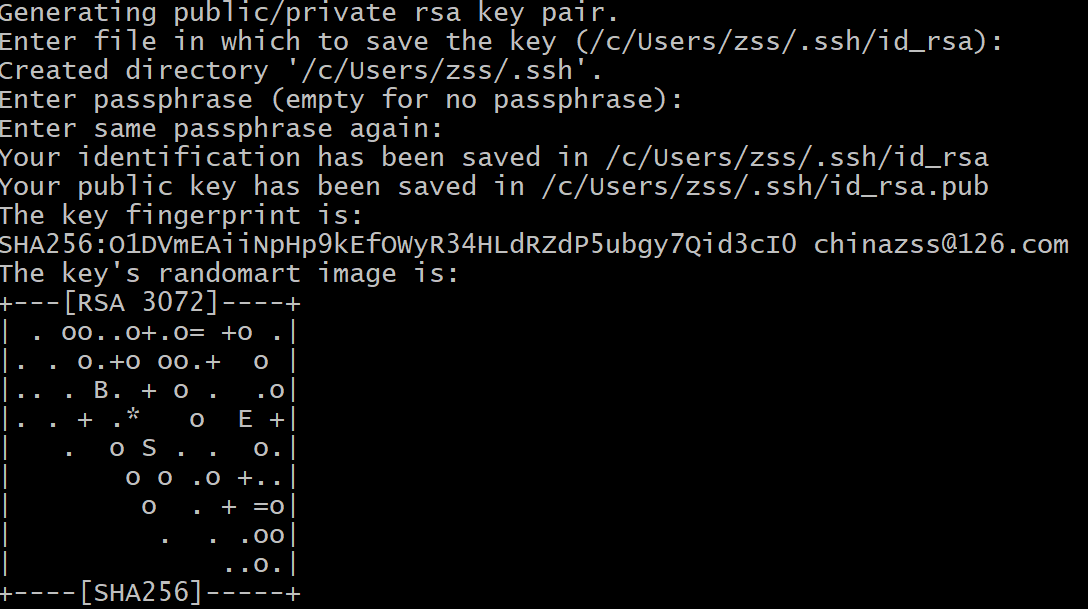 Generating public/private rsa key pair.
Enter file in which to save the key (/c/Users/zss/.ssh/id_rsa):
Created directory '/c/Users/zss/.ssh'.
Enter passphrase (empty for no passphrase):
Enter same passphrase again:
Your identification has been saved in /c/Users/zss/.ssh/id_rsa
Your public key has been saved in /c/Users/zss/.ssh/id_rsa.pub
The key fingerprint is:
SHA256:O1DVmEAiiNpHp9kEfOWyR34HLdRZdP5ubgy7Qid3cI0 chinazss@126.com
The key's randomart image is:
+---[RSA 3072]----+
| . oo..o+.o= +o .|
|. . o.+o oo.+  o |
|.. . B. + o .  .o|
|. . + .*   o  E +|
|   .  o S . .  o.|
|       o o .o +..|
|        o  . + =o|
|         .  . .oo|
|             ..o.|
+----[SHA256]-----+